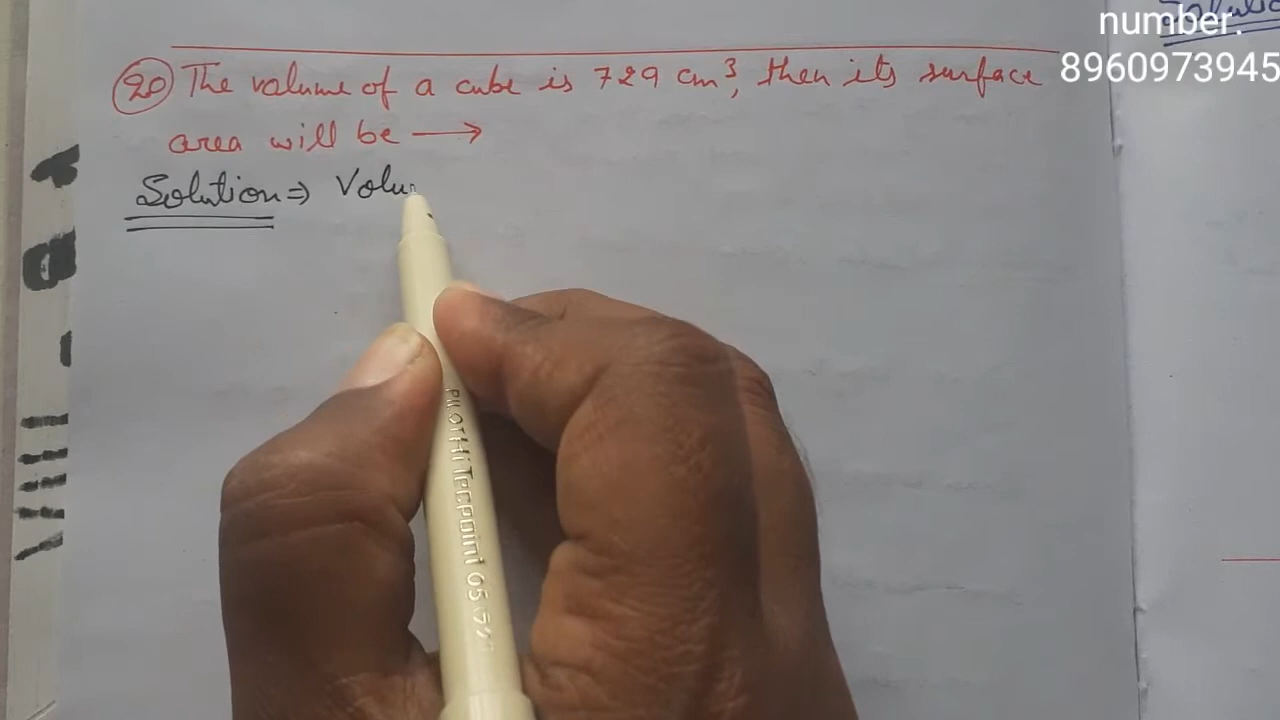 number.
8960973945
20 The volume of a cube is 729 cm³, then its surface
area will be →
Solution ⇒ Volu
PILOT Hi Tecpoint 05